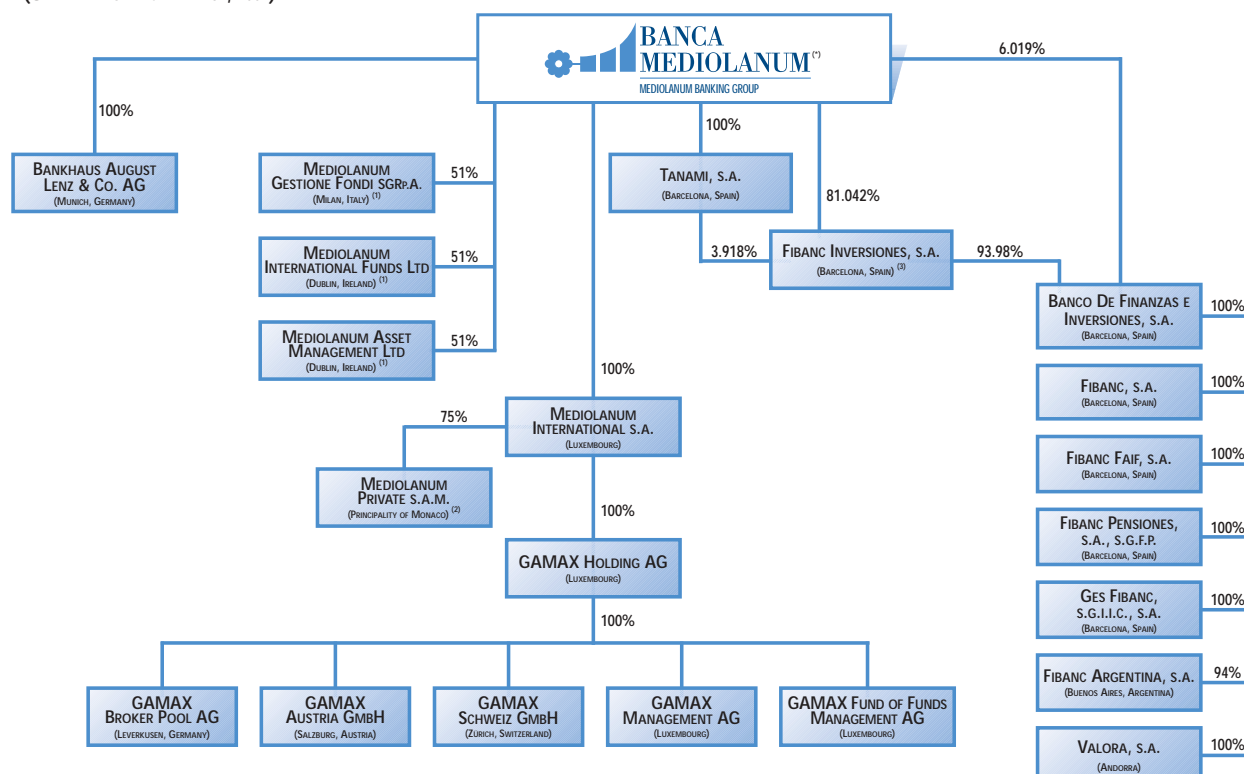 BANCA
MEDIOLANUM(*)
MEDIOLANUM BANKING GROUP
6.019%
100%
BANKHAUS AUGUST
LENZ & CO. AG
(MUNICH, GERMANY)
MEDIOLANUM
GESTIONE FONDI SGRP.A.
(MILAN, ITALY) (1)
51%
MEDIOLANUM
INTERNATIONAL FUNDS LTD
(DUBLIN, IRELAND) (1)
51%
MEDIOLANUM ASSET
MANAGEMENT LTD
(DUBLIN, IRELAND) (1)
51%
100%
TANAMI, S.A.
(BARCELONA, SPAIN)
81.042%
3.918%
FIBANC INVERSIONES, S.A.
(BARCELONA, SPAIN) (3)
93.98%
BANCO DE FINANZAS E
INVERSIONES, S.A.
(BARCELONA, SPAIN)
100%
FIBANC, S.A.
(BARCELONA, SPAIN)
100%
FIBANC FAIF, S.A.
(BARCELONA, SPAIN)
100%
FIBANC PENSIONES,
S.A., S.G.F.P.
(BARCELONA, SPAIN)
100%
GES FIBANC,
S.G.I.I.C., S.A.
(BARCELONA, SPAIN)
100%
FIBANC ARGENTINA, S.A.
(BUENOS AIRES, ARGENTINA)
94%
VALORA, S.A.
(ANDORRA)
100%
100%
MEDIOLANUM
INTERNATIONAL S.A.
(LUXEMBOURG)
75%
MEDIOLANUM
PRIVATE S.A.M.
(PRINCIPALITY OF MONACO) (2)
100%
GAMAX HOLDING AG
(LUXEMBOURG)
100%
GAMAX
BROKER POOL AG
(LEVERKUSEN, GERMANY)
GAMAX
AUSTRIA GMBH
(SALZBURG, AUSTRIA)
GAMAX
SCHWEIZ GMBH
(ZÜRICH, SWITZERLAND)
GAMAX
MANAGEMENT AG
(LUXEMBOURG)
GAMAX FUND OF FUNDS
MANAGEMENT AG
(LUXEMBOURG)